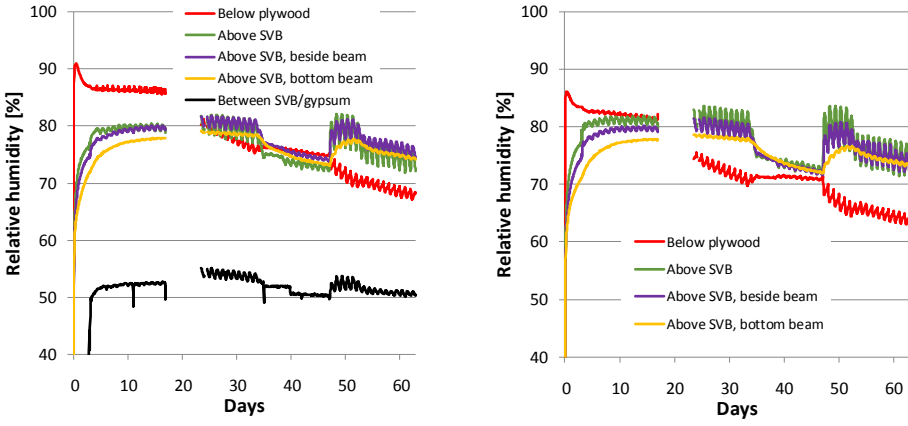 100
90
80
70
60
50
40
Relative humidity [%]
Below plywood
Above SVB
Above SVB, beside beam
Above SVB, bottom beam
Between SVB/gypsum
0 10 20 30 40 50 60
Days
100
90
80
70
60
50
40
Relative humidity [%]
Below plywood
Above SVB
Above SVB, beside beam
Above SVB, bottom beam
0 10 20 30 40 50 60
Days